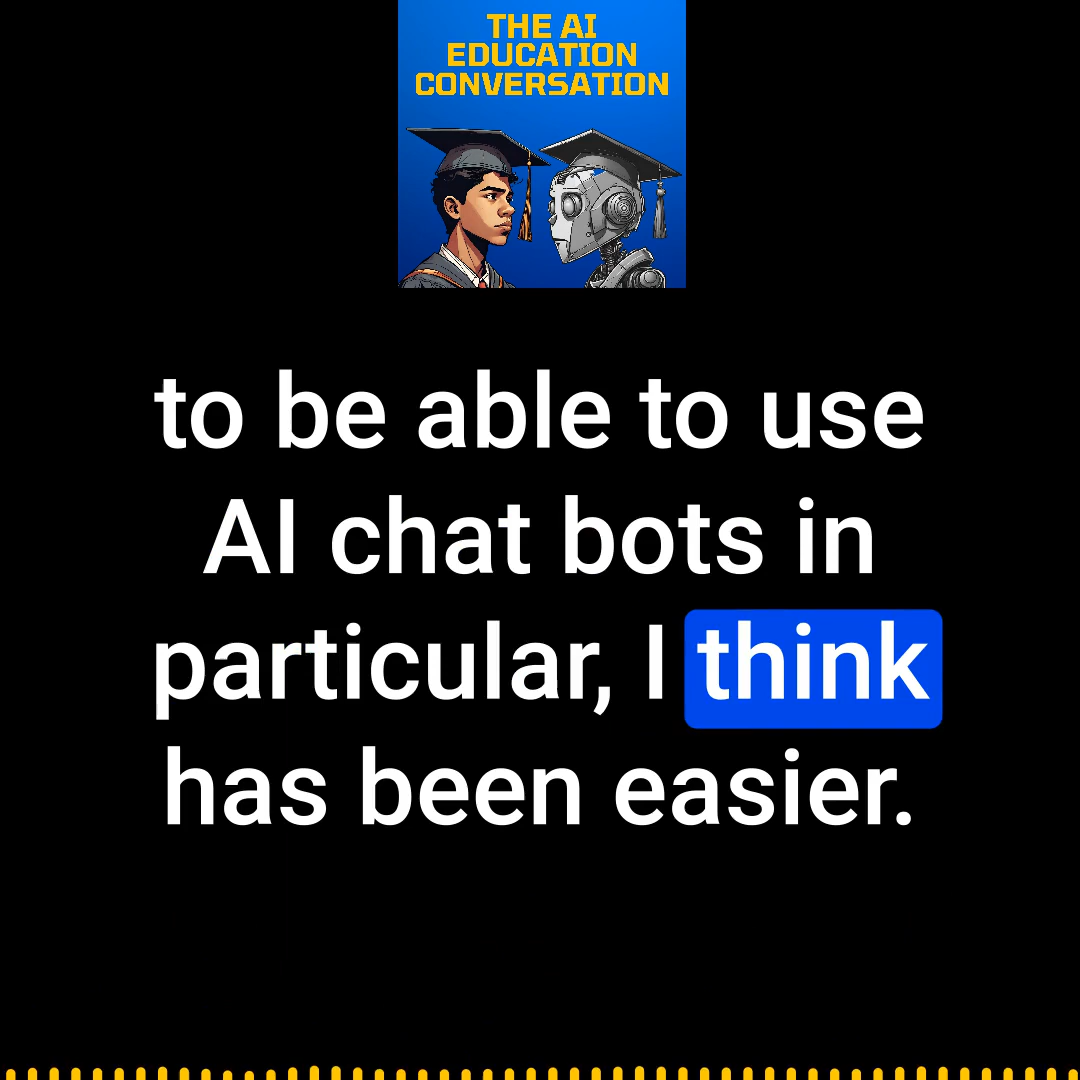 THE AI
EDUCATION
CONVERSATION
to be able to use
AI chat bots in
particular, I think
has been easier.